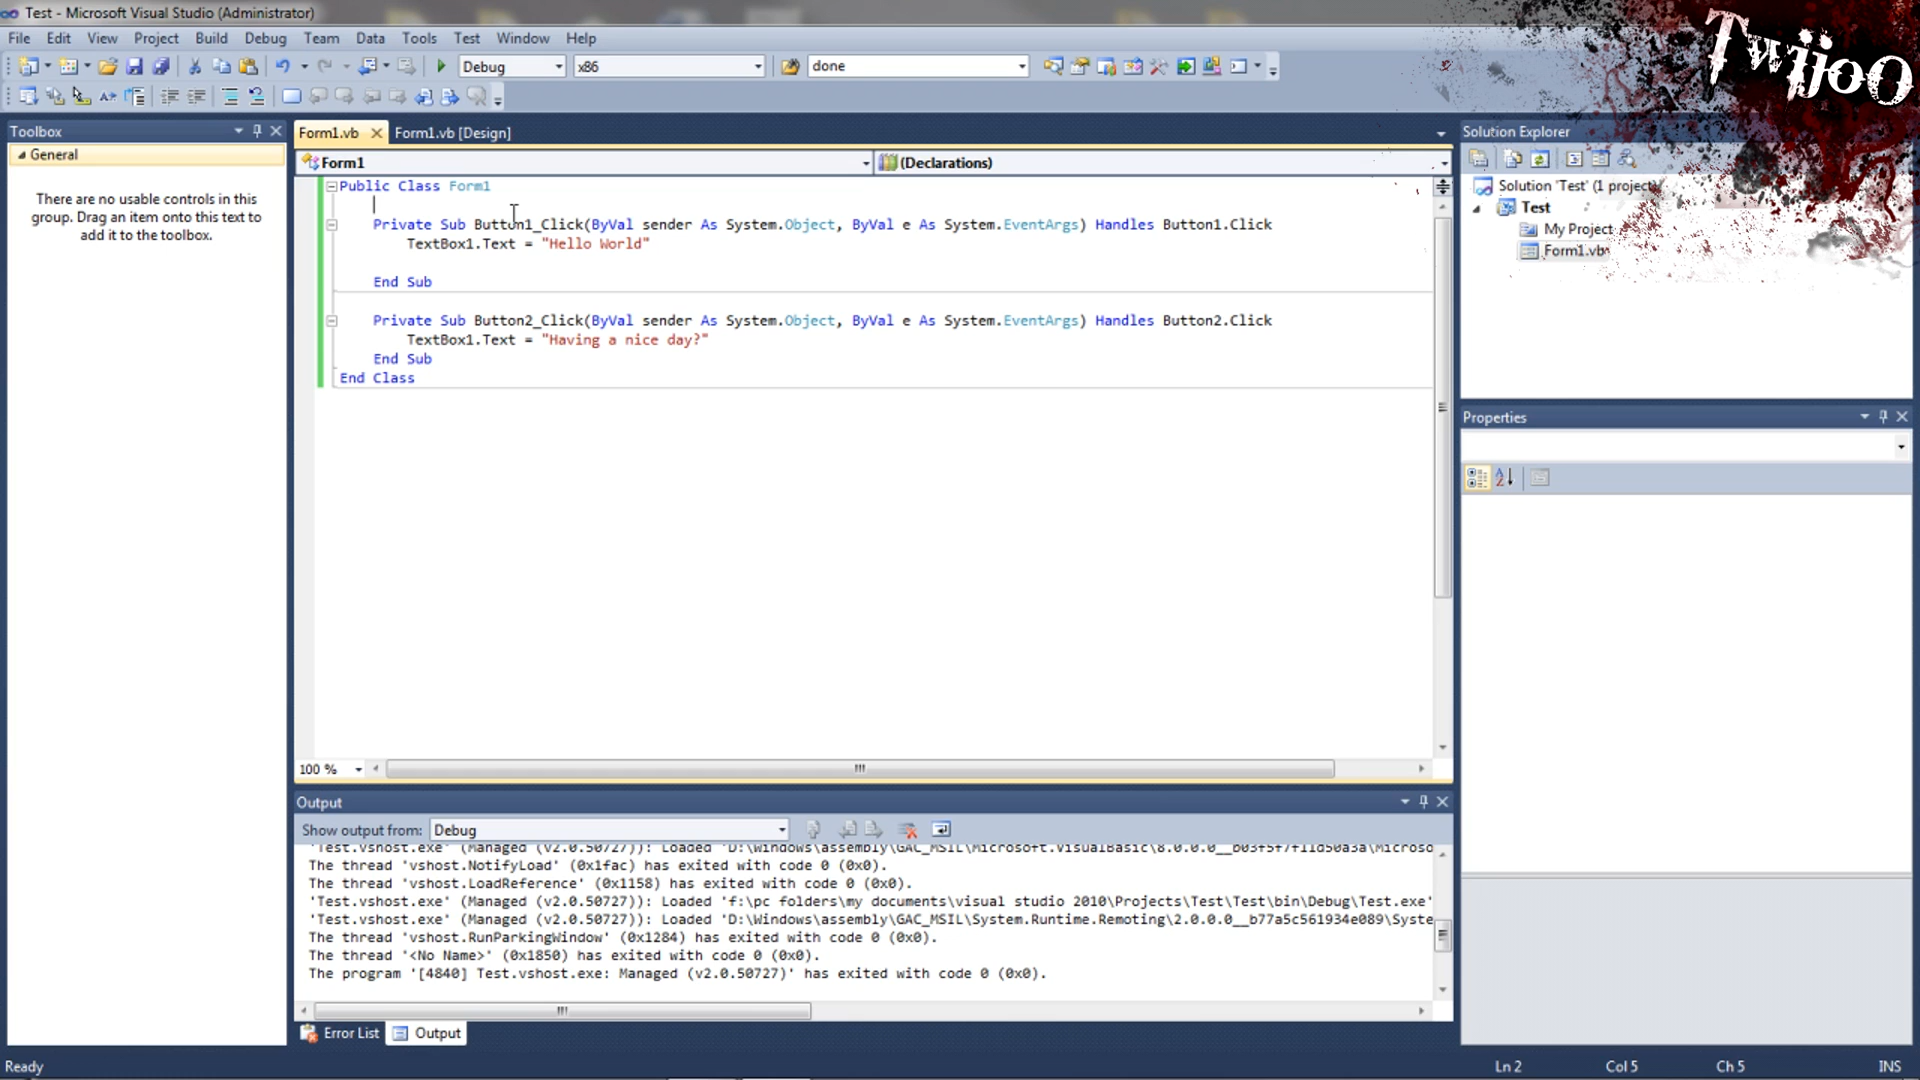 Test - Microsoft Visual Studio (Administrator)
TwijoO
File Edit View Project Build Debug Team Data Tools Test Window Help
Debug x86 done
Toolbox
General
There are no usable controls in this
group. Drag an item onto this text to
add it to the toolbox.
Form1.vb Form1.vb [Design]
Form1 (Declarations)
Public Class Form1
Private Sub Button1_Click(ByVal sender As System.Object, ByVal e As System.EventArgs) Handles Button1.Click
TextBox1.Text = "Hello World"
End Sub
Private Sub Button2_Click(ByVal sender As System.Object, ByVal e As System.EventArgs) Handles Button2.Click
TextBox1.Text = "Having a nice day?"
End Sub
End Class
100 %
Output
Show output from: Debug
'Test.vshost.exe' (Managed (v2.0.50727)): Loaded 'D:\Windows\assembly\GAC_MSIL\Microsoft.VisualBasic\8.0.0.0__b03f5f7f11d50a3a\Microso
The thread 'vshost.NotifyLoad' (0x1fac) has exited with code 0 (0x0).
The thread 'vshost.LoadReference' (0x1158) has exited with code 0 (0x0).
'Test.vshost.exe' (Managed (v2.0.50727)): Loaded 'f:\pc folders\my documents\visual studio 2010\Projects\Test\Test\bin\Debug\Test.exe'
'Test.vshost.exe' (Managed (v2.0.50727)): Loaded 'D:\Windows\assembly\GAC_MSIL\System.Runtime.Remoting\2.0.0.0__b77a5c561934e089\Syste
The thread 'vshost.RunParkingWindow' (0x1284) has exited with code 0 (0x0).
The thread '<No Name>' (0x1850) has exited with code 0 (0x0).
The program '[4840] Test.vshost.exe: Managed (v2.0.50727)' has exited with code 0 (0x0).
Error List Output
Solution Explorer
Solution 'Test' (1 project)
Test
My Project
Form1.vb
Properties
Ready Ln 2 Col 5 Ch 5 INS